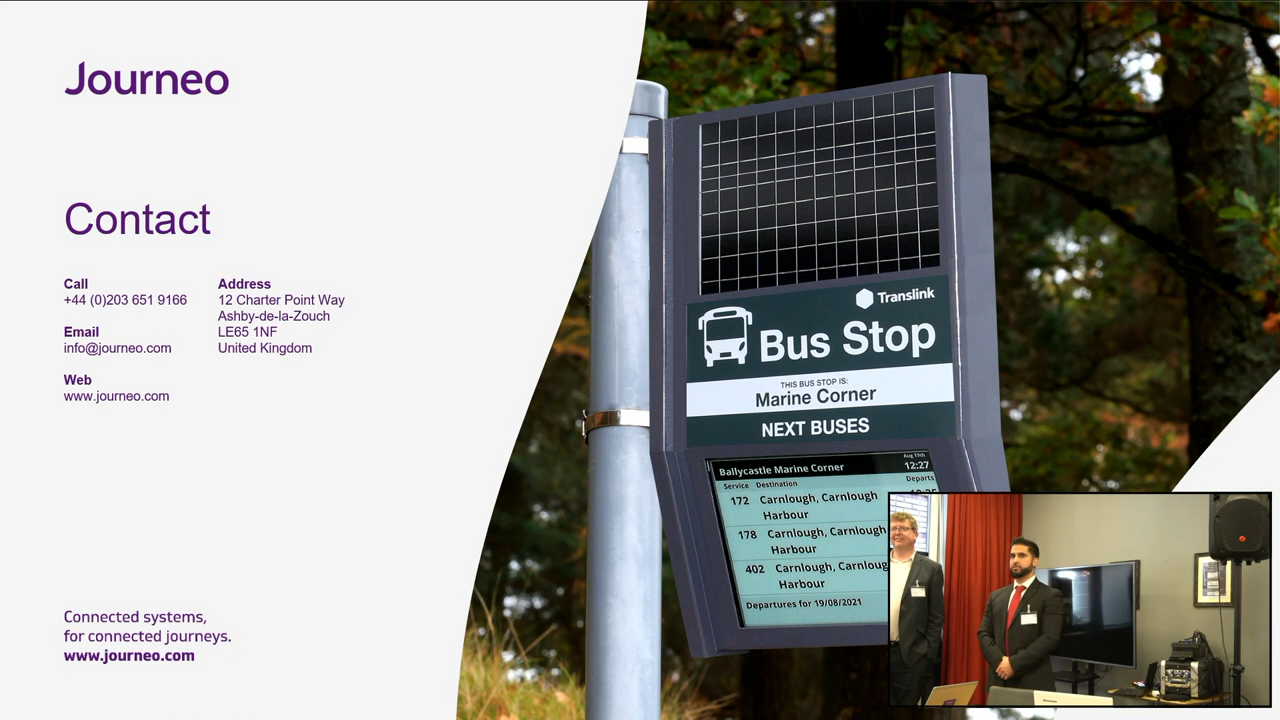 Journeo
Contact
Call
+44 (0)203 651 9166
Email
info@journeo.com
Web
www.journeo.com
Address
12 Charter Point Way
Ashby-de-la-Zouch
LE65 1NF
United Kingdom
Connected systems,
for connected journeys.
www.journeo.com
Translink
Bus Stop
THIS BUS STOP IS:
Marine Corner
NEXT BUSES
Ballycastle Marine Corner
Aug 19th
12:27
Service Destination Departs
172 Carnlough, Carnlough
Harbour
178 Carnlough, Carnlough
Harbour
402 Carnlough,
Harbour
Departures for 19/08/2021